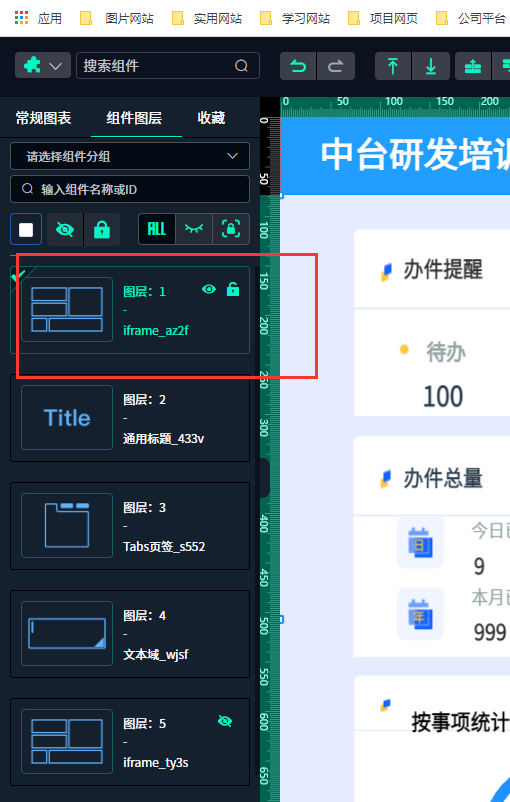 应用 图片网站 实用网站 学习网站 项目网页 公司平台
搜索组件
常规图表 组件图层 收藏
请选择组件分组
输入组件名称或ID
ALL
图层：1
-
iframe_az2f
图层：2
-
通用标题_433v
Title
图层：3
-
Tabs页签_s552
图层：4
-
文本域_wjsf
图层：5
-
iframe_ty3s
0 50 100 150 200
0
50
100
150
200
250
300
400
450
500
550
600
650
中台研发培训
办件提醒
待办
100
办件总量
日
今日已
9
年
本月已
999
按事项统计